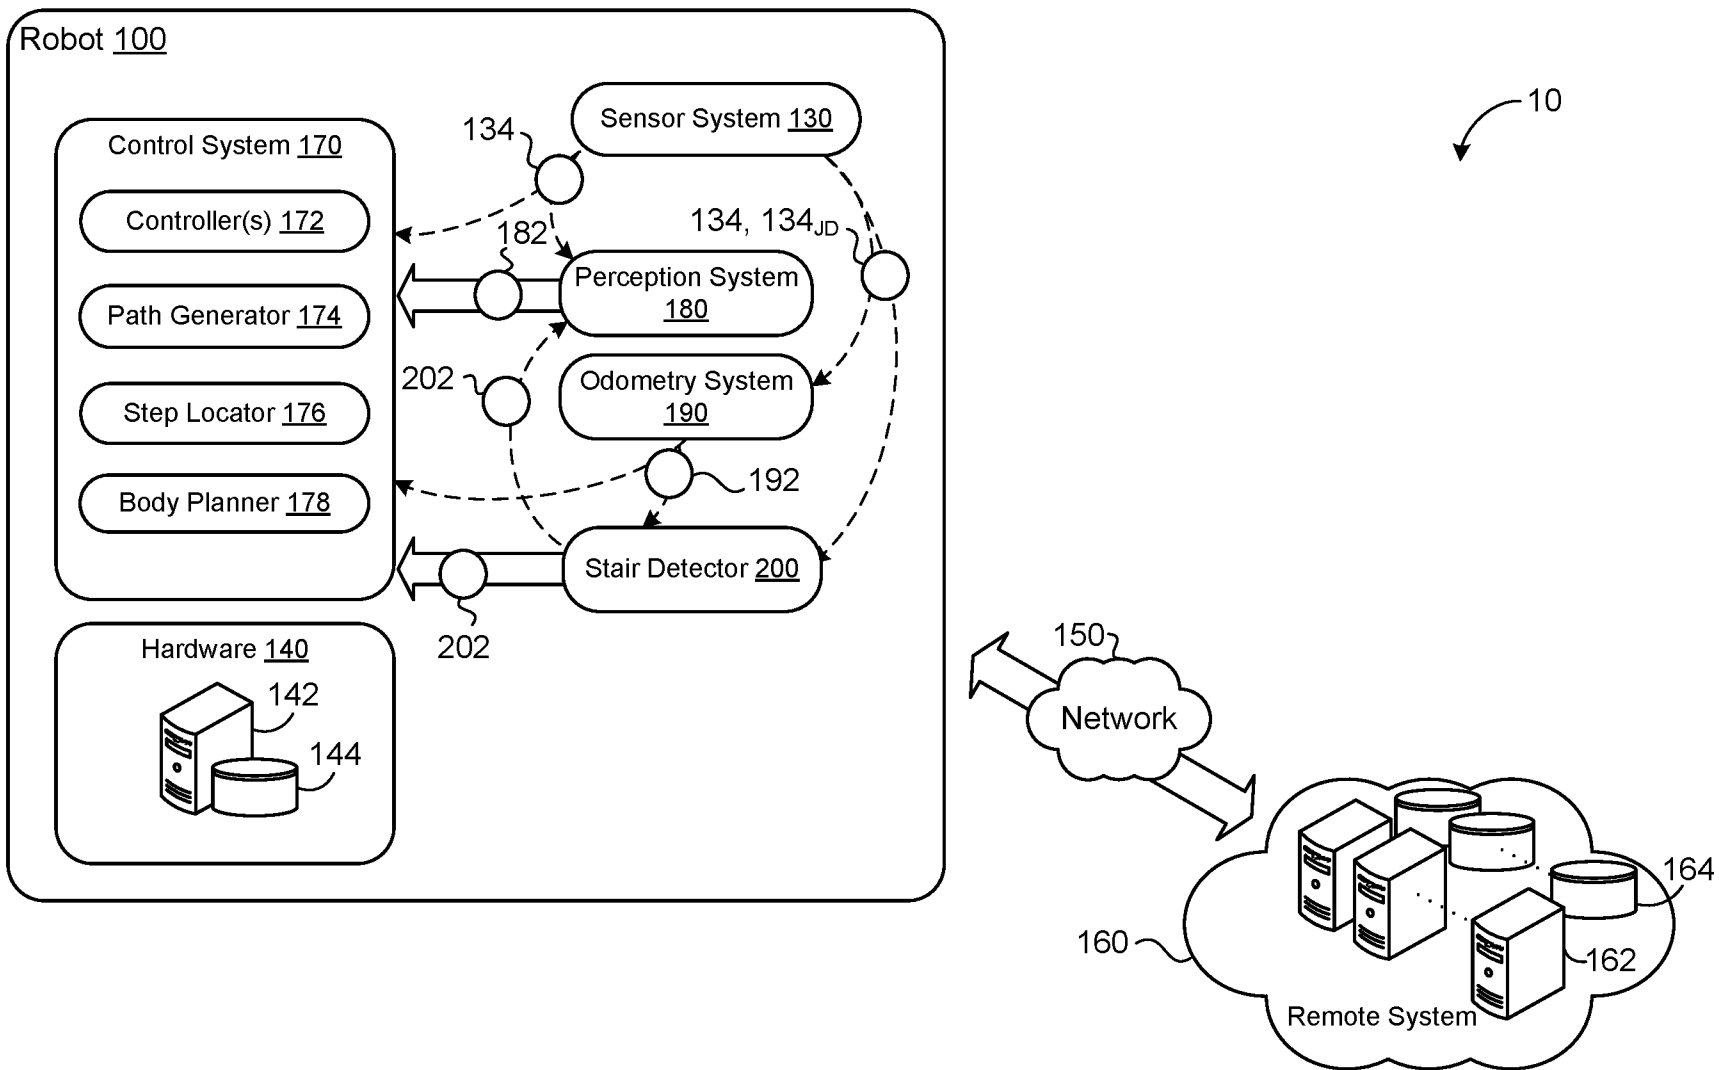 Robot 100
10
Sensor System 130
134
Control System 170
Controller(s) 172
182
134, 134JD
Perception System
180
Path Generator 174
202
Odometry System
190
Step Locator 176
192
Body Planner 178
Stair Detector 200
202
Hardware 140
142
144
150
Network
164
160
162
Remote System